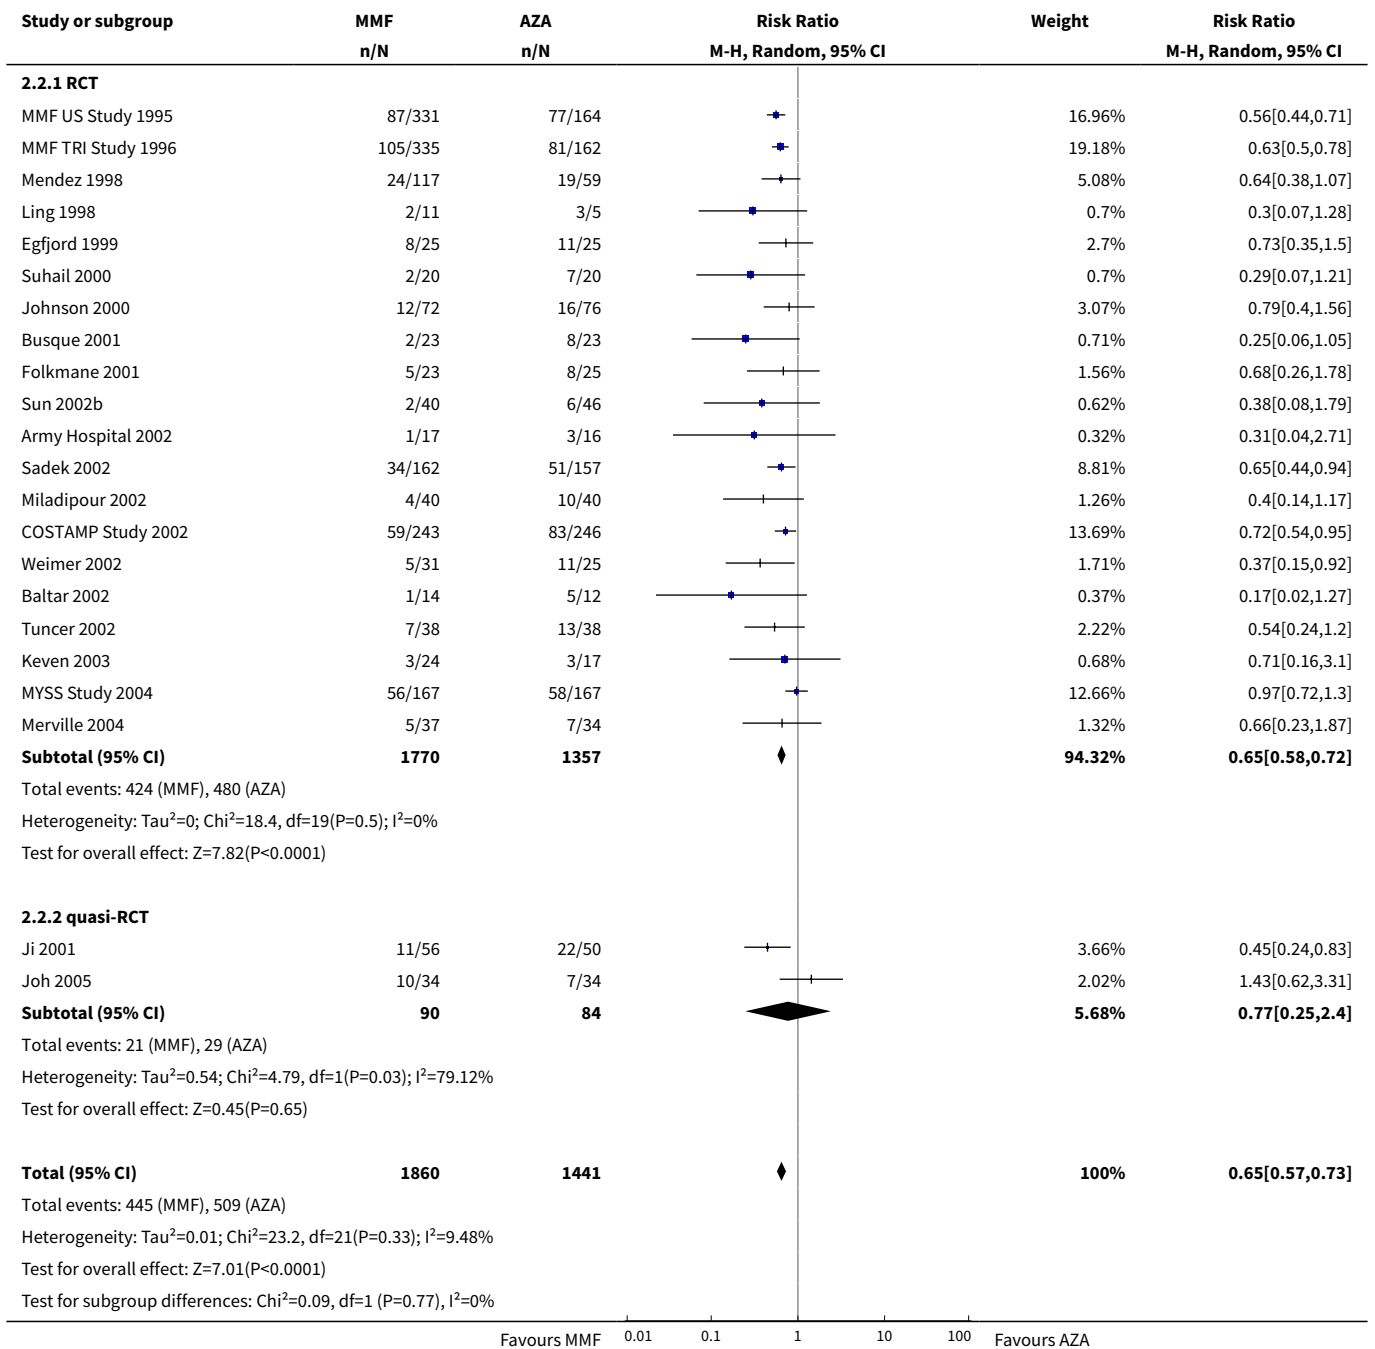 Study or subgroup MMF AZA Risk Ratio Weight Risk Ratio
n/N n/N M-H, Random, 95% CI M-H, Random, 95% CI
2.2.1 RCT
MMF US Study 1995 87/331 77/164 16.96% 0.56[0.44,0.71]
MMF TRI Study 1996 105/335 81/162 19.18% 0.63[0.5,0.78]
Mendez 1998 24/117 19/59 5.08% 0.64[0.38,1.07]
Ling 1998 2/11 3/5 0.7% 0.3[0.07,1.28]
Egfjord 1999 8/25 11/25 2.7% 0.73[0.35,1.5]
Suhail 2000 2/20 7/20 0.7% 0.29[0.07,1.21]
Johnson 2000 12/72 16/76 3.07% 0.79[0.4,1.56]
Busque 2001 2/23 8/23 0.71% 0.25[0.06,1.05]
Folkmane 2001 5/23 8/25 1.56% 0.68[0.26,1.78]
Sun 2002b 2/40 6/46 0.62% 0.38[0.08,1.79]
Army Hospital 2002 1/17 3/16 0.32% 0.31[0.04,2.71]
Sadek 2002 34/162 51/157 8.81% 0.65[0.44,0.94]
Miladipour 2002 4/40 10/40 1.26% 0.4[0.14,1.17]
COSTAMP Study 2002 59/243 83/246 13.69% 0.72[0.54,0.95]
Weimer 2002 5/31 11/25 1.71% 0.37[0.15,0.92]
Baltar 2002 1/14 5/12 0.37% 0.17[0.02,1.27]
Tuncer 2002 7/38 13/38 2.22% 0.54[0.24,1.2]
Keven 2003 3/24 3/17 0.68% 0.71[0.16,3.1]
MYSS Study 2004 56/167 58/167 12.66% 0.97[0.72,1.3]
Merville 2004 5/37 7/34 1.32% 0.66[0.23,1.87]
Subtotal (95% CI) 1770 1357 94.32% 0.65[0.58,0.72]
Total events: 424 (MMF), 480 (AZA)
Heterogeneity: Tau²=0; Chi²=18.4, df=19(P=0.5); I²=0%
Test for overall effect: Z=7.82(P<0.0001)
2.2.2 quasi-RCT
Ji 2001 11/56 22/50 3.66% 0.45[0.24,0.83]
Joh 2005 10/34 7/34 2.02% 1.43[0.62,3.31]
Subtotal (95% CI) 90 84 5.68% 0.77[0.25,2.4]
Total events: 21 (MMF), 29 (AZA)
Heterogeneity: Tau²=0.54; Chi²=4.79, df=1(P=0.03); I²=79.12%
Test for overall effect: Z=0.45(P=0.65)
Total (95% CI) 1860 1441 100% 0.65[0.57,0.73]
Total events: 445 (MMF), 509 (AZA)
Heterogeneity: Tau²=0.01; Chi²=23.2, df=21(P=0.33); I²=9.48%
Test for overall effect: Z=7.01(P<0.0001)
Test for subgroup differences: Chi²=0.09, df=1 (P=0.77), I²=0%
Favours MMF 0.01 0.1 1 10 100 Favours AZA